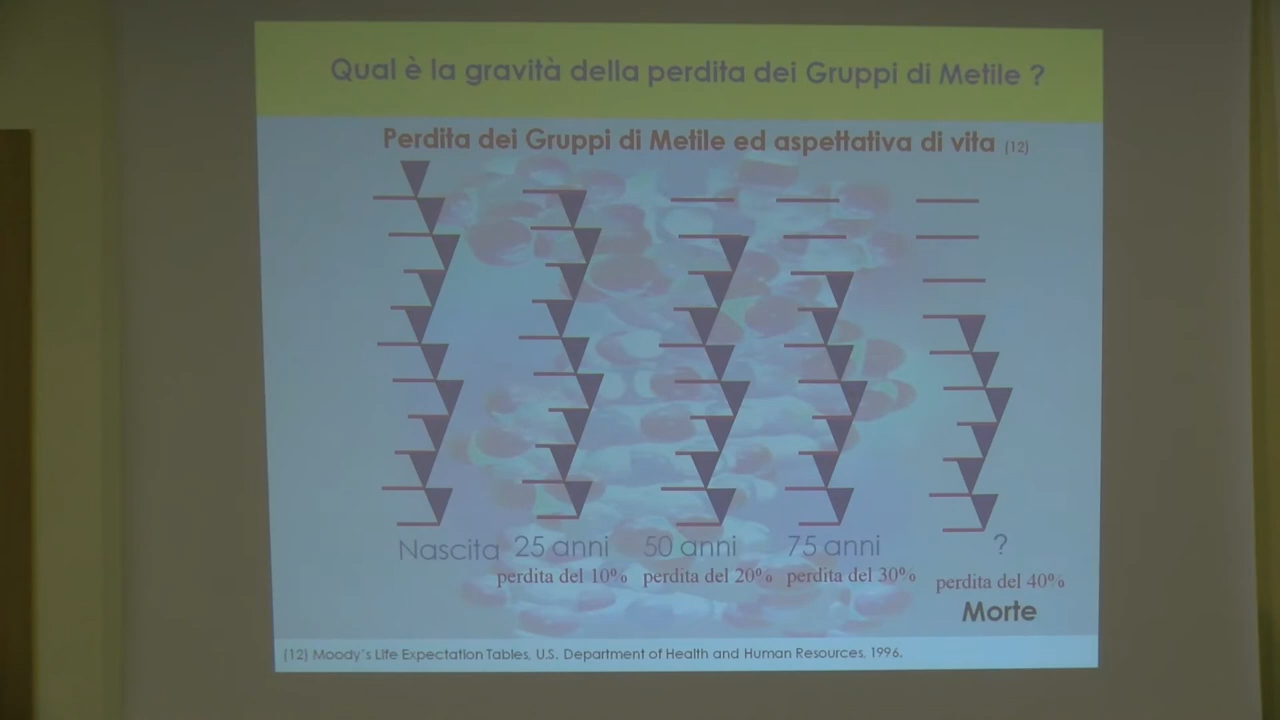 Qual è la gravità della perdita dei Gruppi di Metile ?
Perdita dei Gruppi di Metile ed aspettativa di vita (12)
Nascita 25 anni 50 anni 75 anni ?
perdita del 10% perdita del 20% perdita del 30% perdita del 40%
Morte
(12) Moody's Life Expectation Tables, U.S. Department of Health and Human Resources, 1996.